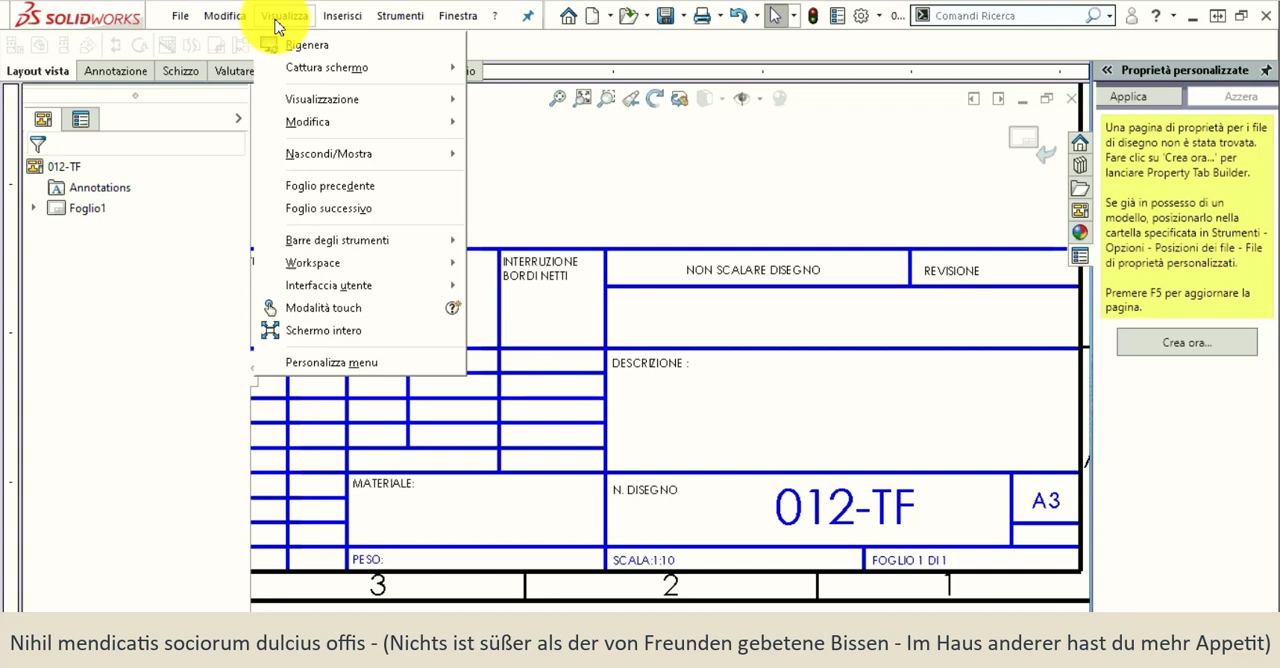 SOLIDWORKS File Modifica Visualizza Inserisci Strumenti Finestra ? 0... Comandi Ricerca ?
Layout vista Annotazione Schizzo Valutare io
Rigenera
Cattura schermo
Visualizzazione
Modifica
Nascondi/Mostra
Foglio precedente
Foglio successivo
Barre degli strumenti
Workspace
Interfaccia utente
Modalità touch
Schermo intero
Personalizza menu
012-TF
Annotations
Foglio1
INTERRUZIONE
BORDI NETTI
NON SCALARE DISEGNO
REVISIONE
DESCRIZIONE :
MATERIALE:
N. DISEGNO
012-TF
A3
PESO:
SCALA:1:10
FOGLIO 1 DI 1
3 2 1
Proprietà personalizzate
Applica Azzera
Una pagina di proprietà per i file
di disegno non è stata trovata.
Fare clic su 'Crea ora...' per
lanciare Property Tab Builder.
Se già in possesso di un
modello, posizionarlo nella
cartella specificata in Strumenti -
Opzioni - Posizioni dei file - File
di proprietà personalizzati.
Premere F5 per aggiornare la
pagina.
Crea ora...
Nihil mendicatis sociorum dulcius offis - (Nichts ist süßer als der von Freunden gebetene Bissen - Im Haus anderer hast du mehr Appetit)